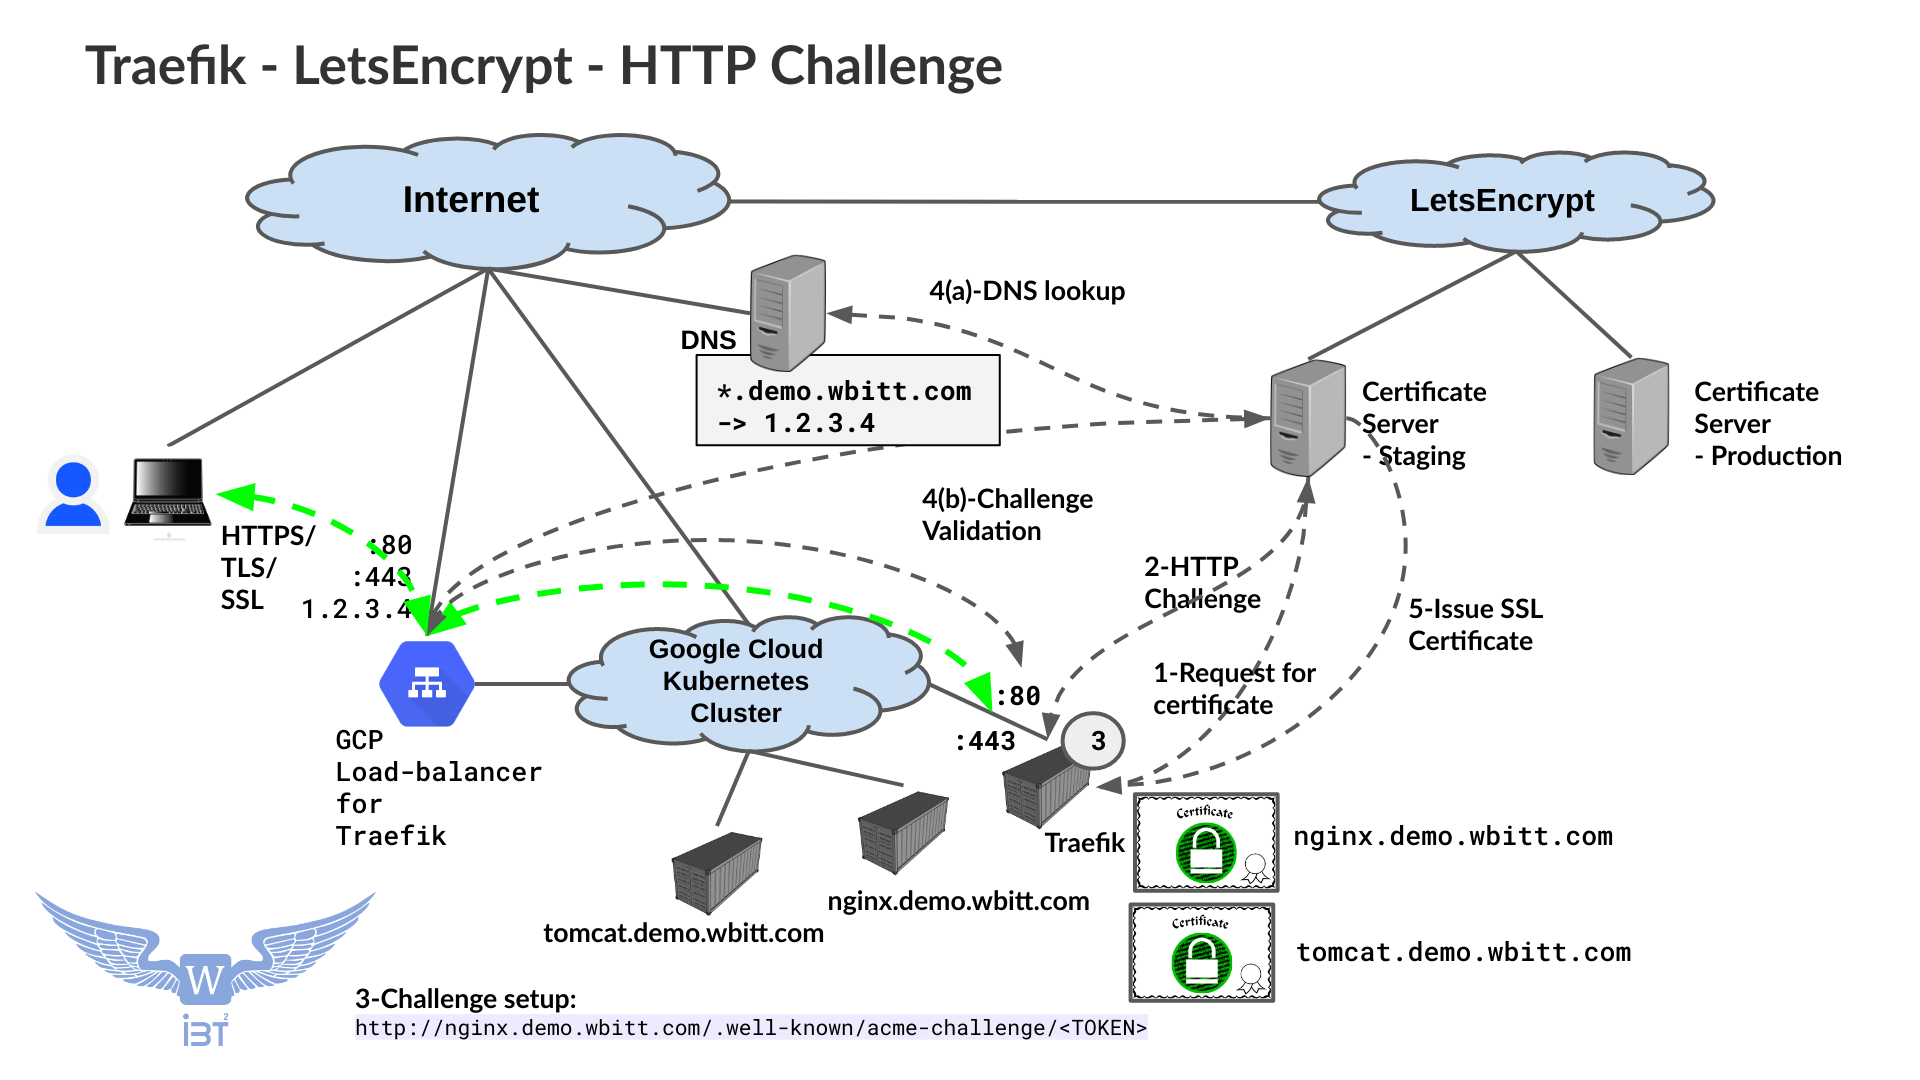 Traefik - LetsEncrypt - HTTP Challenge
Internet
LetsEncrypt
4(a)-DNS lookup
DNS
*.demo.wbitt.com
-> 1.2.3.4
Certificate
Server
- Staging
Certificate
Server
- Production
4(b)-Challenge
Validation
HTTPS/
TLS/
SSL
:80
:443
1.2.3.4
2-HTTP
Challenge
5-Issue SSL
Certificate
Google Cloud
Kubernetes
Cluster
1-Request for
certificate
:80
:443
3
GCP
Load-balancer
for
Traefik
Traefik
Certificate
nginx.demo.wbitt.com
nginx.demo.wbitt.com
tomcat.demo.wbitt.com
Certificate
tomcat.demo.wbitt.com
W
iBT2
3-Challenge setup:
http://nginx.demo.wbitt.com/.well-known/acme-challenge/<TOKEN>